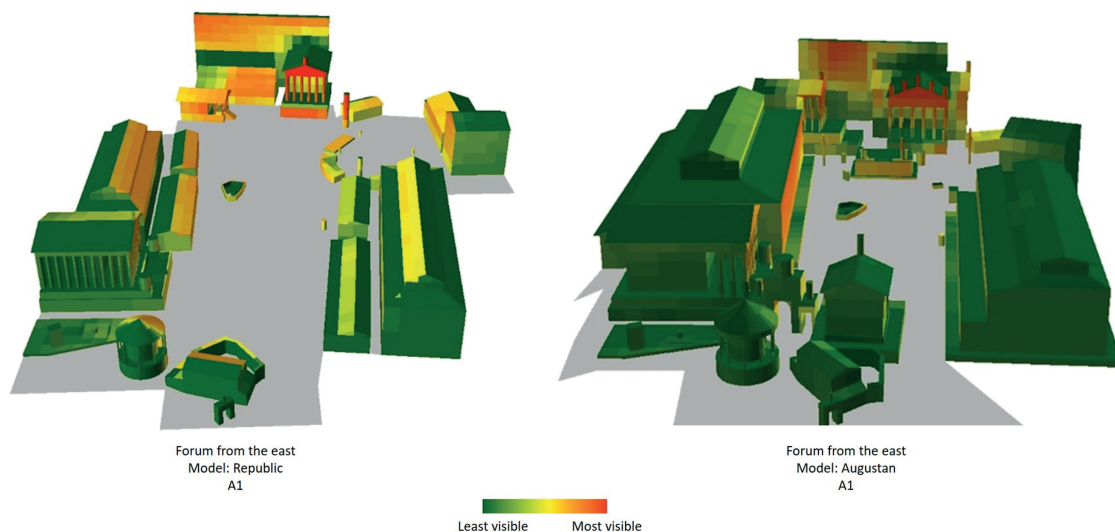 Forum from the east
Model: Republic
A1
Forum from the east
Model: Augustan
A1
Least visible
Most visible